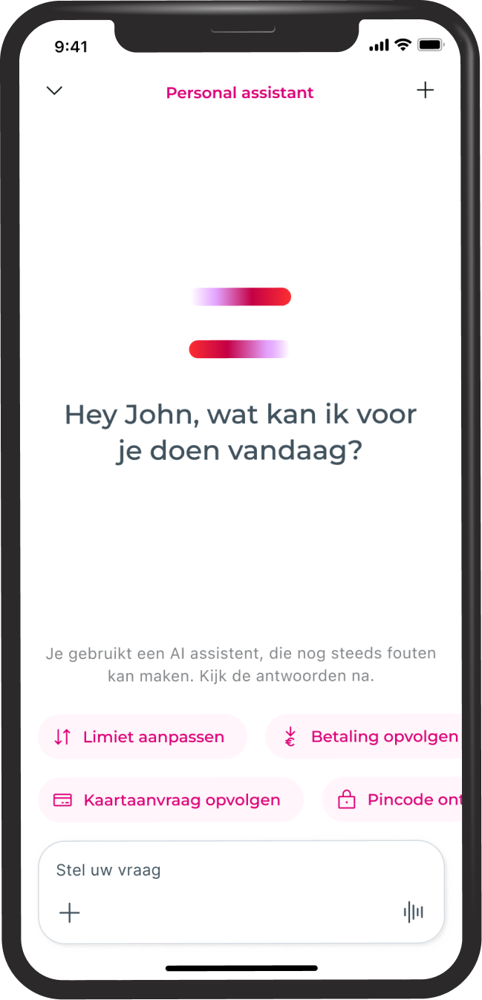 9:41
Personal assistant
Hey John, wat kan ik voor
je doen vandaag?
Je gebruikt een AI assistent, die nog steeds fouten
kan maken. Kijk de antwoorden na.
Limiet aanpassen
Betaling opvolgen
Kaartaanvraag opvolgen
Pincode
Stel uw vraag